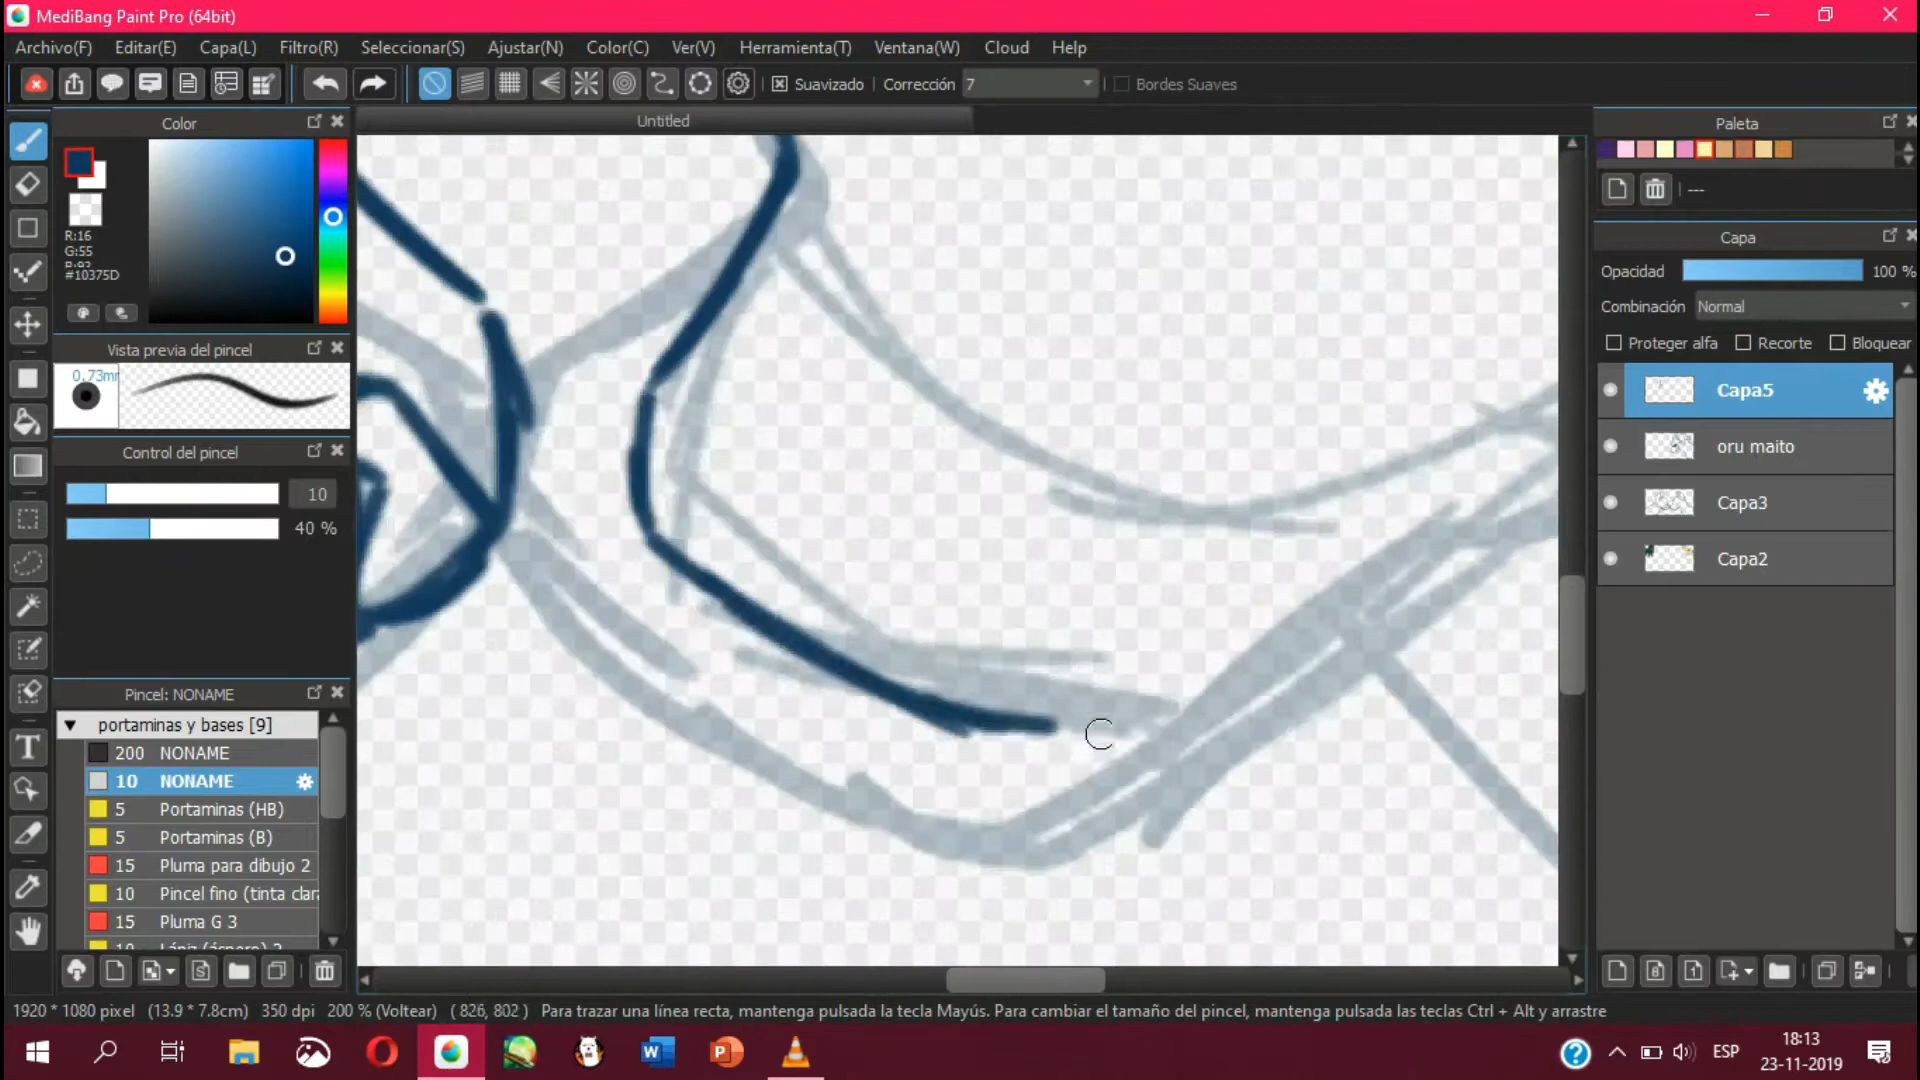 MediBang Paint Pro (64bit)
Archivo(F) Editar(E) Capa(L) Filtro(R) Seleccionar(S) Ajustar(N) Color(C) Ver(V) Herramienta(T) Ventana(W) Cloud Help
Suavizado Corrección 7 Bordes Suaves
Color
Untitled
Paleta
R:16
G:55
#10375D
---
Capa
Opacidad 100 %
Combinación Normal
Proteger alfa Recorte Bloquear
Vista previa del pincel
0.73mm
Control del pincel
10
40 %
Capa5
oru maito
Capa3
Capa2
Pincel: NONAME
portaminas y bases [9]
200 NONAME
10 NONAME
5 Portaminas (HB)
5 Portaminas (B)
15 Pluma para dibujo 2
10 Pincel fino (tinta clar
15 Pluma G 3
10 Lápiz (áspero) 2
1920 * 1080 pixel (13.9 * 7.8cm) 350 dpi 200 % (Voltear) ( 826, 802 ) Para trazar una línea recta, mantenga pulsada la tecla Mayús. Para cambiar el tamaño del pincel, mantenga pulsada las teclas Ctrl + Alt y arrastre
ESP
18:13
23-11-2019